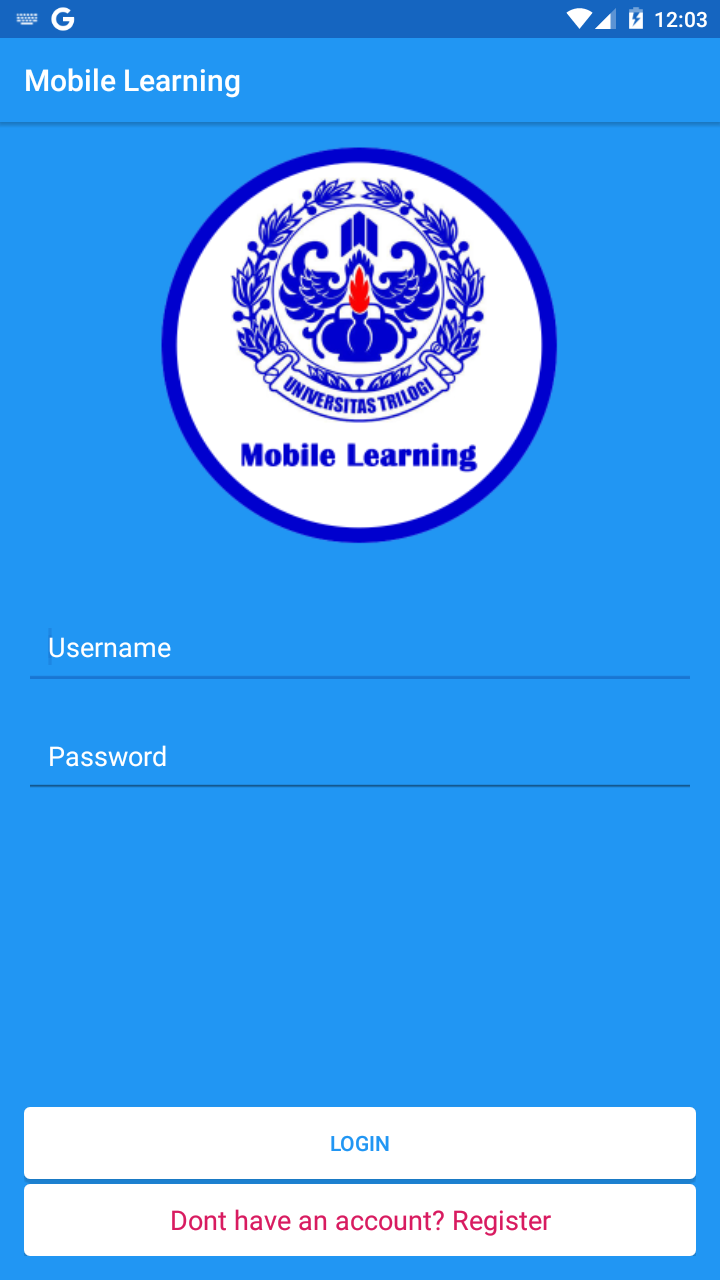 12:03
Mobile Learning
UNIVERSITAS TRILOGI
Mobile Learning
Username
Password
LOGIN
Dont have an account? Register